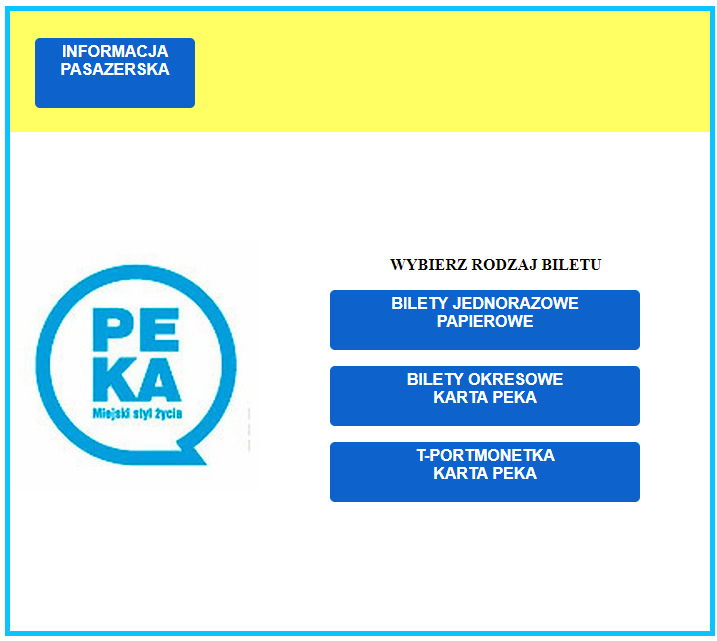 INFORMACJA
PASAZERSKA
PE
KA
Miejski styl życia
WYBIERZ RODZAJ BILETU
BILETY JEDNORAZOWE
PAPIEROWE
BILETY OKRESOWE
KARTA PEKA
T-PORTMONETKA
KARTA PEKA